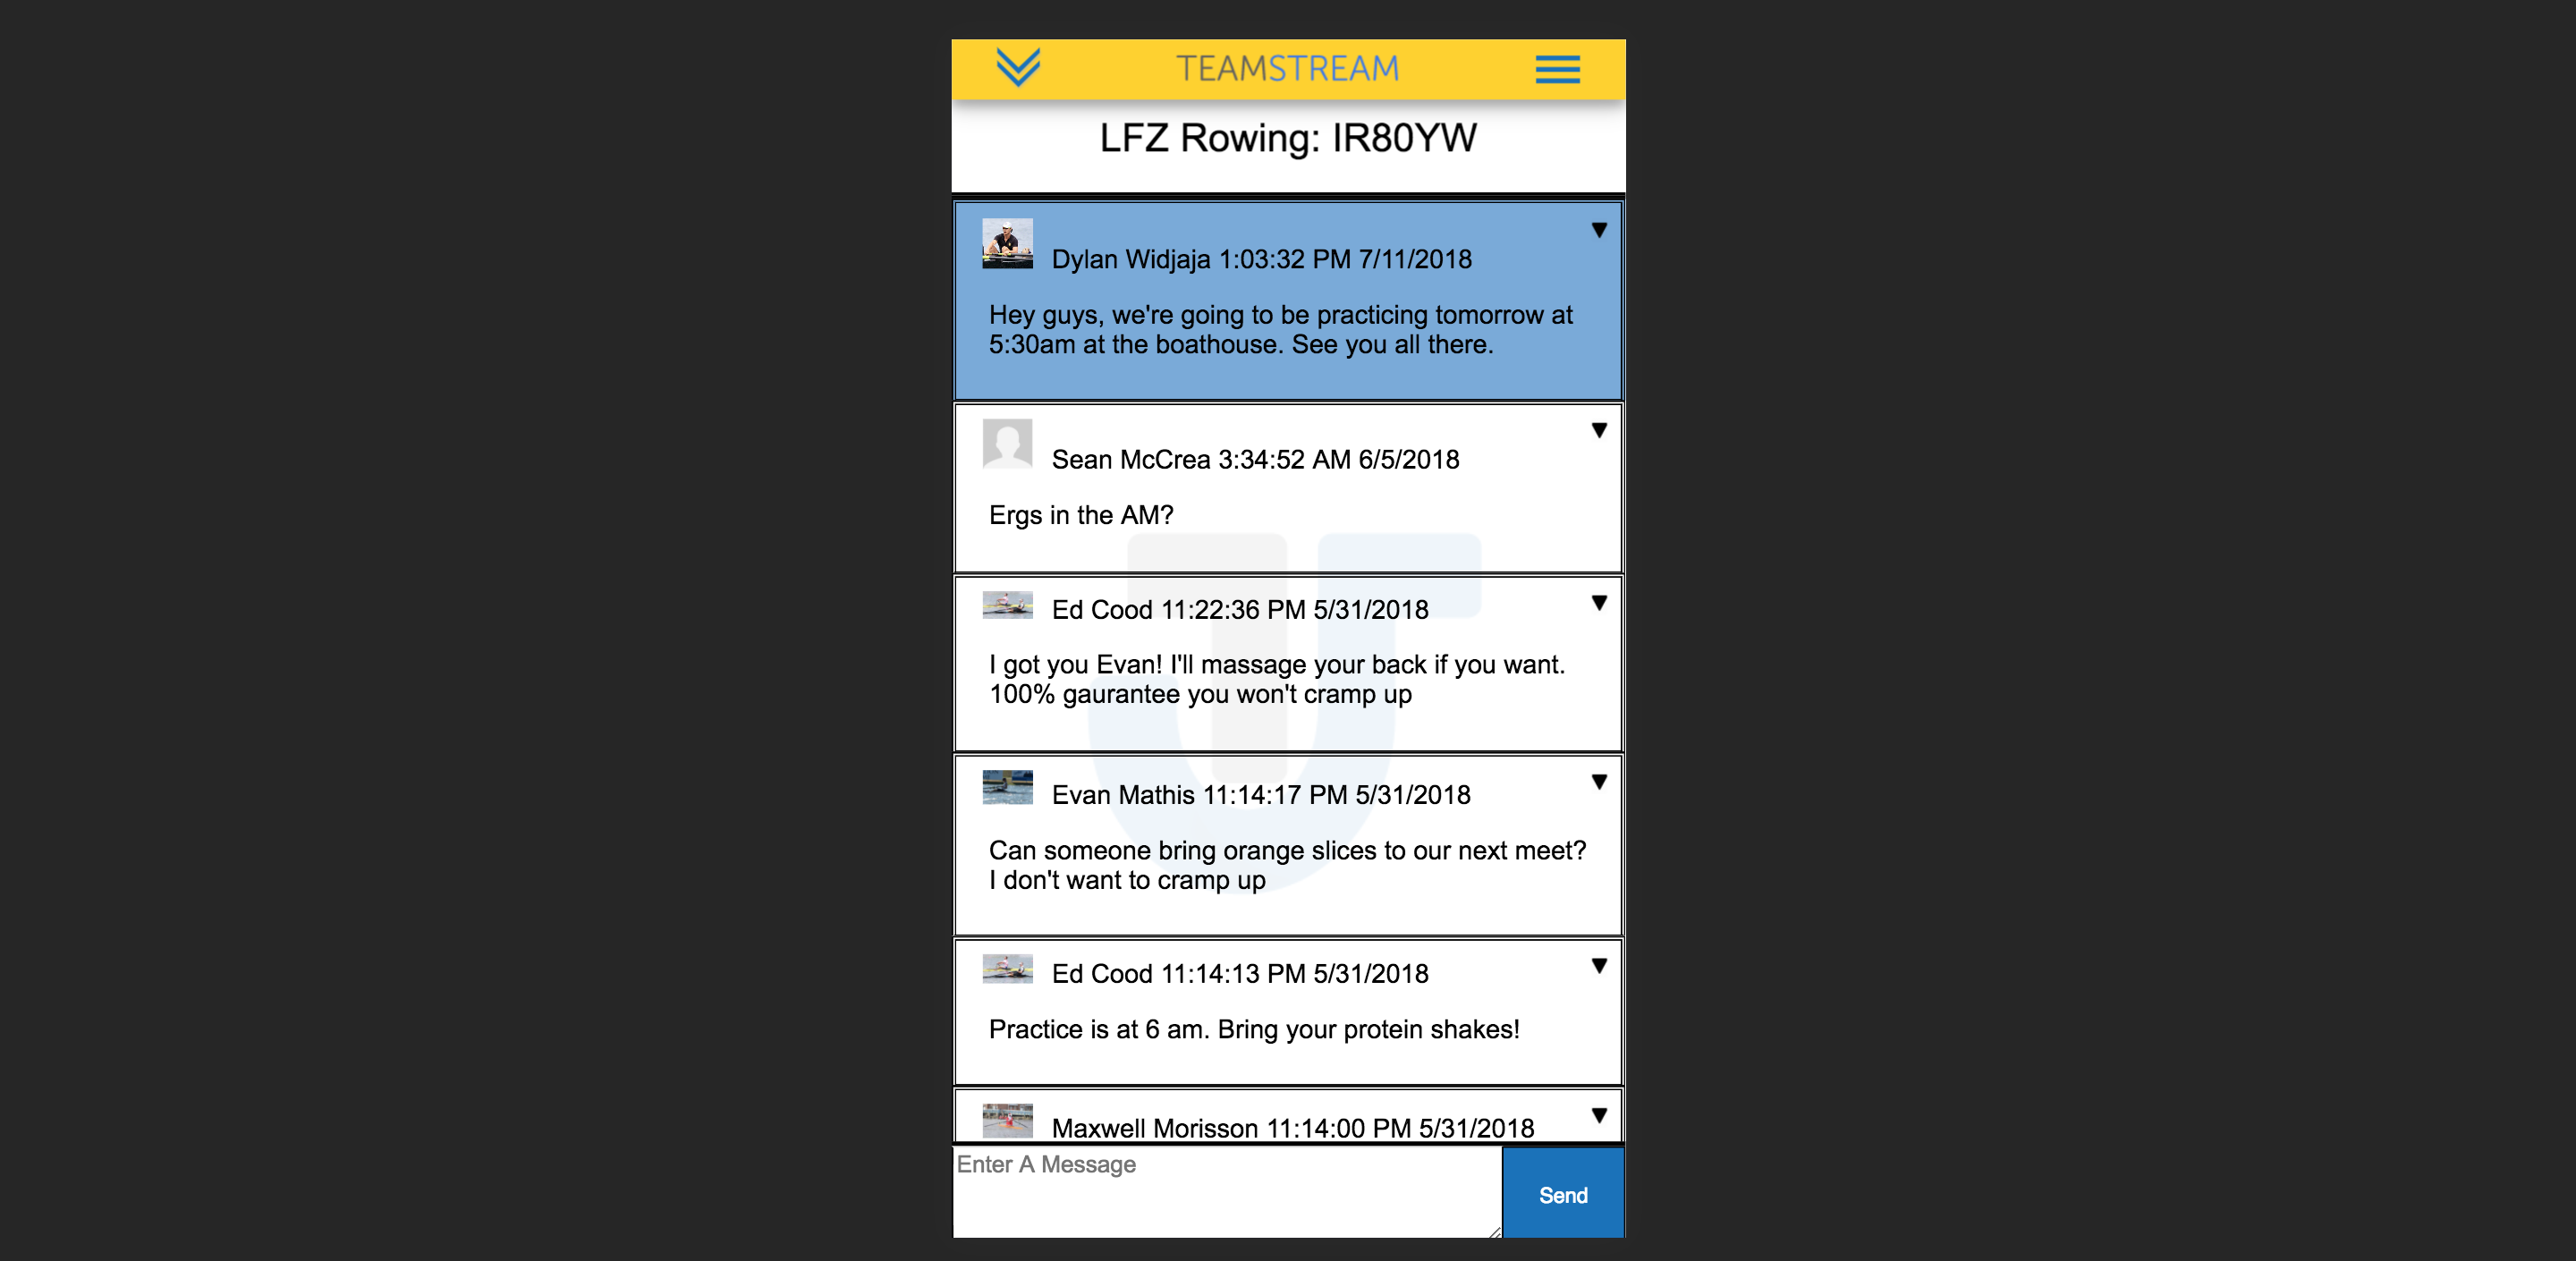 TEAMSTREAM
LFZ Rowing: IR80YW
Dylan Widjaja 1:03:32 PM 7/11/2018
Hey guys, we're going to be practicing tomorrow at
5:30am at the boathouse. See you all there.
Sean McCrea 3:34:52 AM 6/5/2018
Ergs in the AM?
Ed Cood 11:22:36 PM 5/31/2018
I got you Evan! I'll massage your back if you want.
100% gaurantee you won't cramp up
Evan Mathis 11:14:17 PM 5/31/2018
Can someone bring orange slices to our next meet?
I don't want to cramp up
Ed Cood 11:14:13 PM 5/31/2018
Practice is at 6 am. Bring your protein shakes!
Maxwell Morisson 11:14:00 PM 5/31/2018
Enter A Message
Send